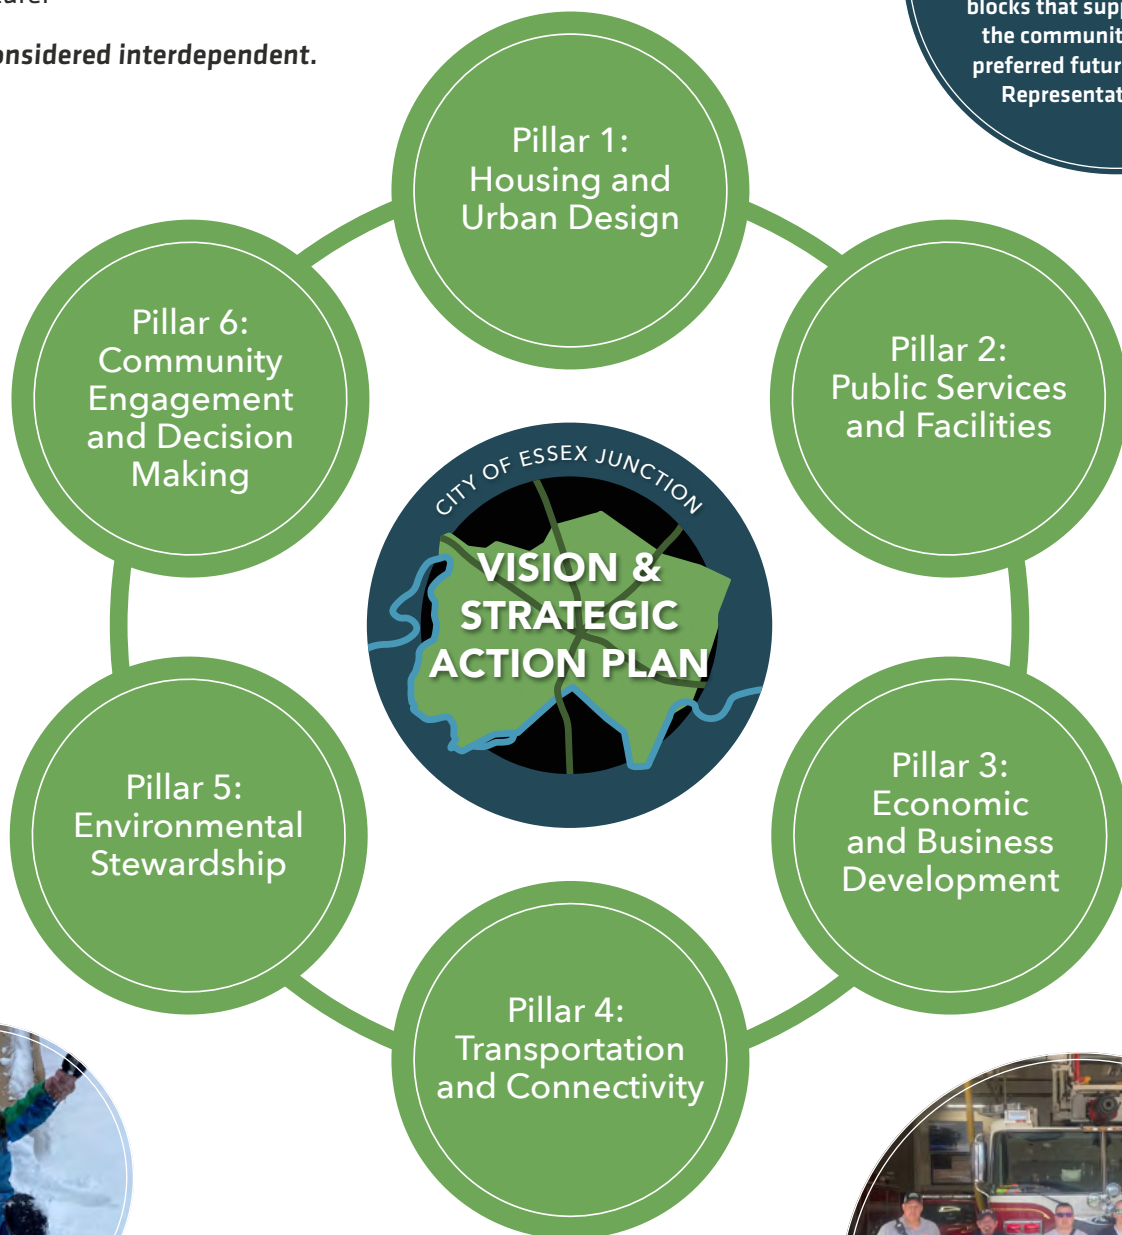 onsidered interdependent.
blocks that supp
the communit
preferred futur
Representat
Pillar 1:
Housing and
Urban Design
Pillar 2:
Public Services
and Facilities
Pillar 3:
Economic
and Business
Development
Pillar 4:
Transportation
and Connectivity
Pillar 5:
Environmental
Stewardship
Pillar 6:
Community
Engagement
and Decision
Making
CITY OF ESSEX JUNCTION
VISION &
STRATEGIC
ACTION PLAN